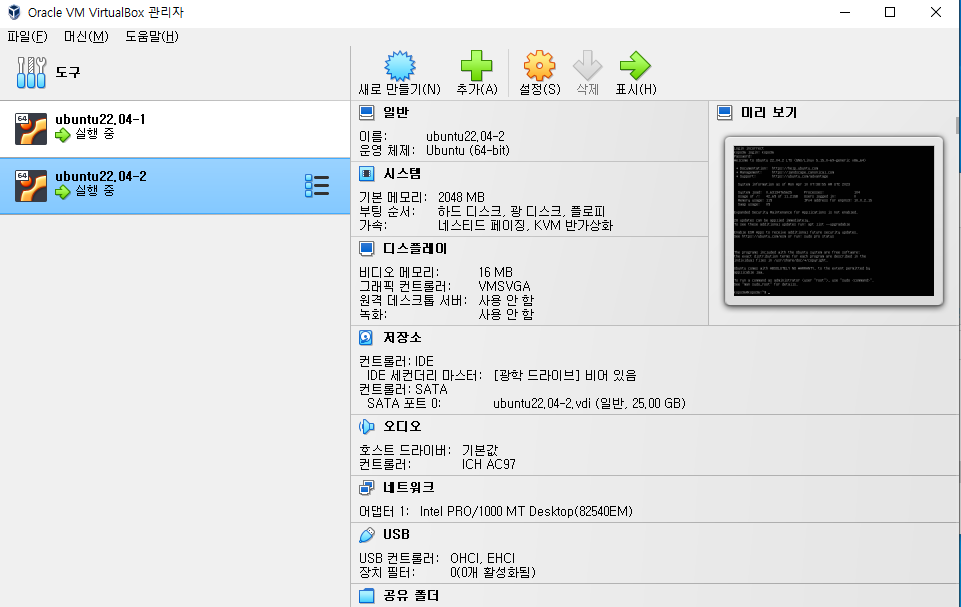 Oracle VM VirtualBox 관리자
파일(F) 머신(M) 도움말(H)
도구
새로 만들기(N) 추가(A) 설정(S) 삭제 표시(H)
64
ubuntu22,04-1
실행 중
64
ubuntu22,04-2
실행 중
일반
이름: ubuntu22,04-2
운영 체제: Ubuntu (64-bit)
시스템
기본 메모리: 2048 MB
부팅 순서: 하드 디스크, 광 디스크, 플로피
가속: 네스티드 페이징, KVM 반가상화
디스플레이
비디오 메모리: 16 MB
그래픽 컨트롤러: VMSVGA
원격 데스크톱 서버: 사용 안 함
녹화: 사용 안 함
미리 보기
저장소
컨트롤러: IDE
IDE 세컨더리 마스터: [광학 드라이브] 비어 있음
컨트롤러: SATA
SATA 포트 0: ubuntu22,04-2,vdi (일반, 25,00 GB)
오디오
호스트 드라이버: 기본값
컨트롤러: ICH AC97
네트워크
어댑터 1: Intel PRO/1000 MT Desktop(82540EM)
USB
USB 컨트롤러: OHCI, EHCI
장치 필터: 0(0개 활성화됨)
공유 폴더